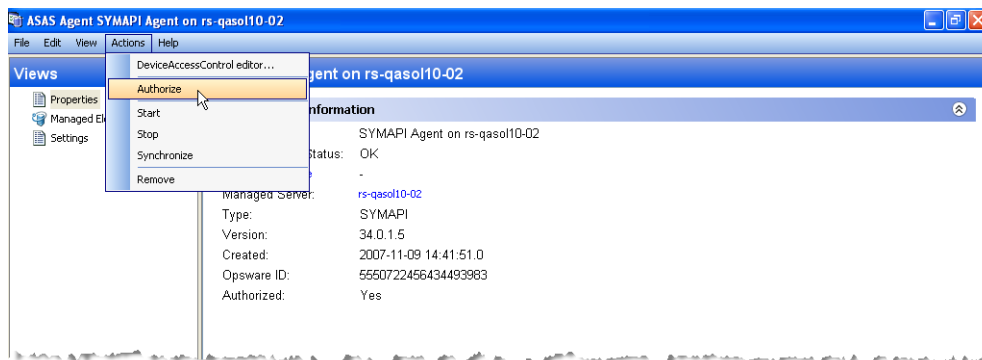 ASAS Agent SYMAPI Agent on rs-qasol10-02
File Edit View Actions Help
Views
gent on rs-qasol10-02
DeviceAccessControl editor...
Authorize
Start
Stop
Synchronize
Remove
Properties
Managed El
Settings
nformation
SYMAPI Agent on rs-qasol10-02
Status: OK
-
Managed Server: rs-qasol10-02
Type: SYMAPI
Version: 34.0.1.5
Created: 2007-11-09 14:41:51.0
Opsware ID: 5550722456434493983
Authorized: Yes